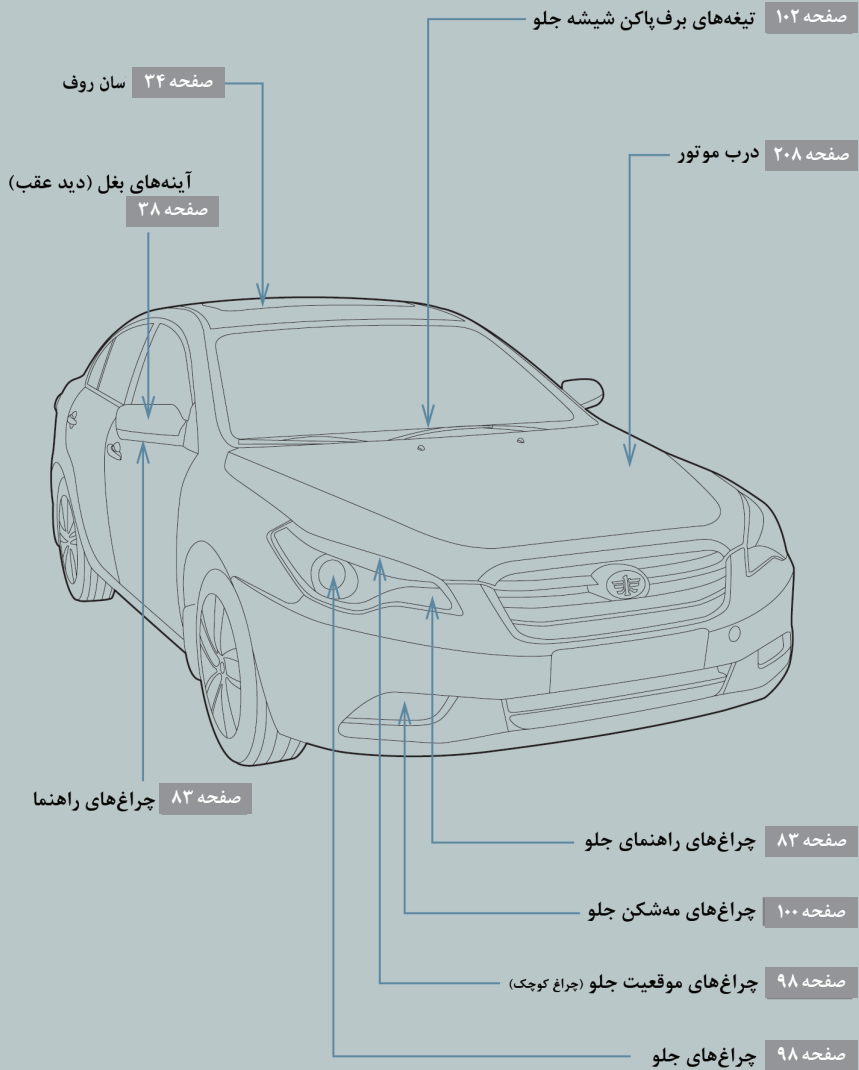 صفحه ۱۰۲ تیغه‌های برف‌پاکن شیشه جلو
صفحه ۳۴ سان روف
صفحه ۲۰۸ درب موتور
آینه‌های بغل (دید عقب)
صفحه ۳۸
صفحه ۸۳ چراغ‌های راهنما
صفحه ۸۳ چراغ‌های راهنمای جلو
صفحه ۱۰۰ چراغ‌های مه‌شکن جلو
صفحه ۹۸ چراغ‌های موقعیت جلو (چراغ کوچک)
صفحه ۹۸ چراغ‌های جلو